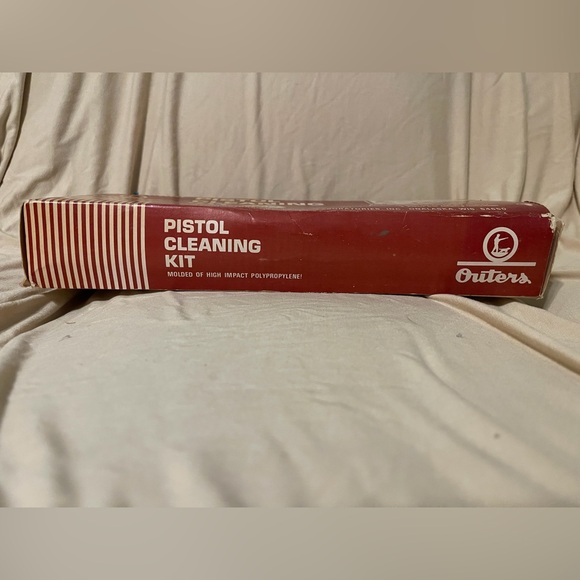 PISTOL
CLEANING
KIT
MOLDED OF HIGH IMPACT POLYPROPYLENE!
Outers.